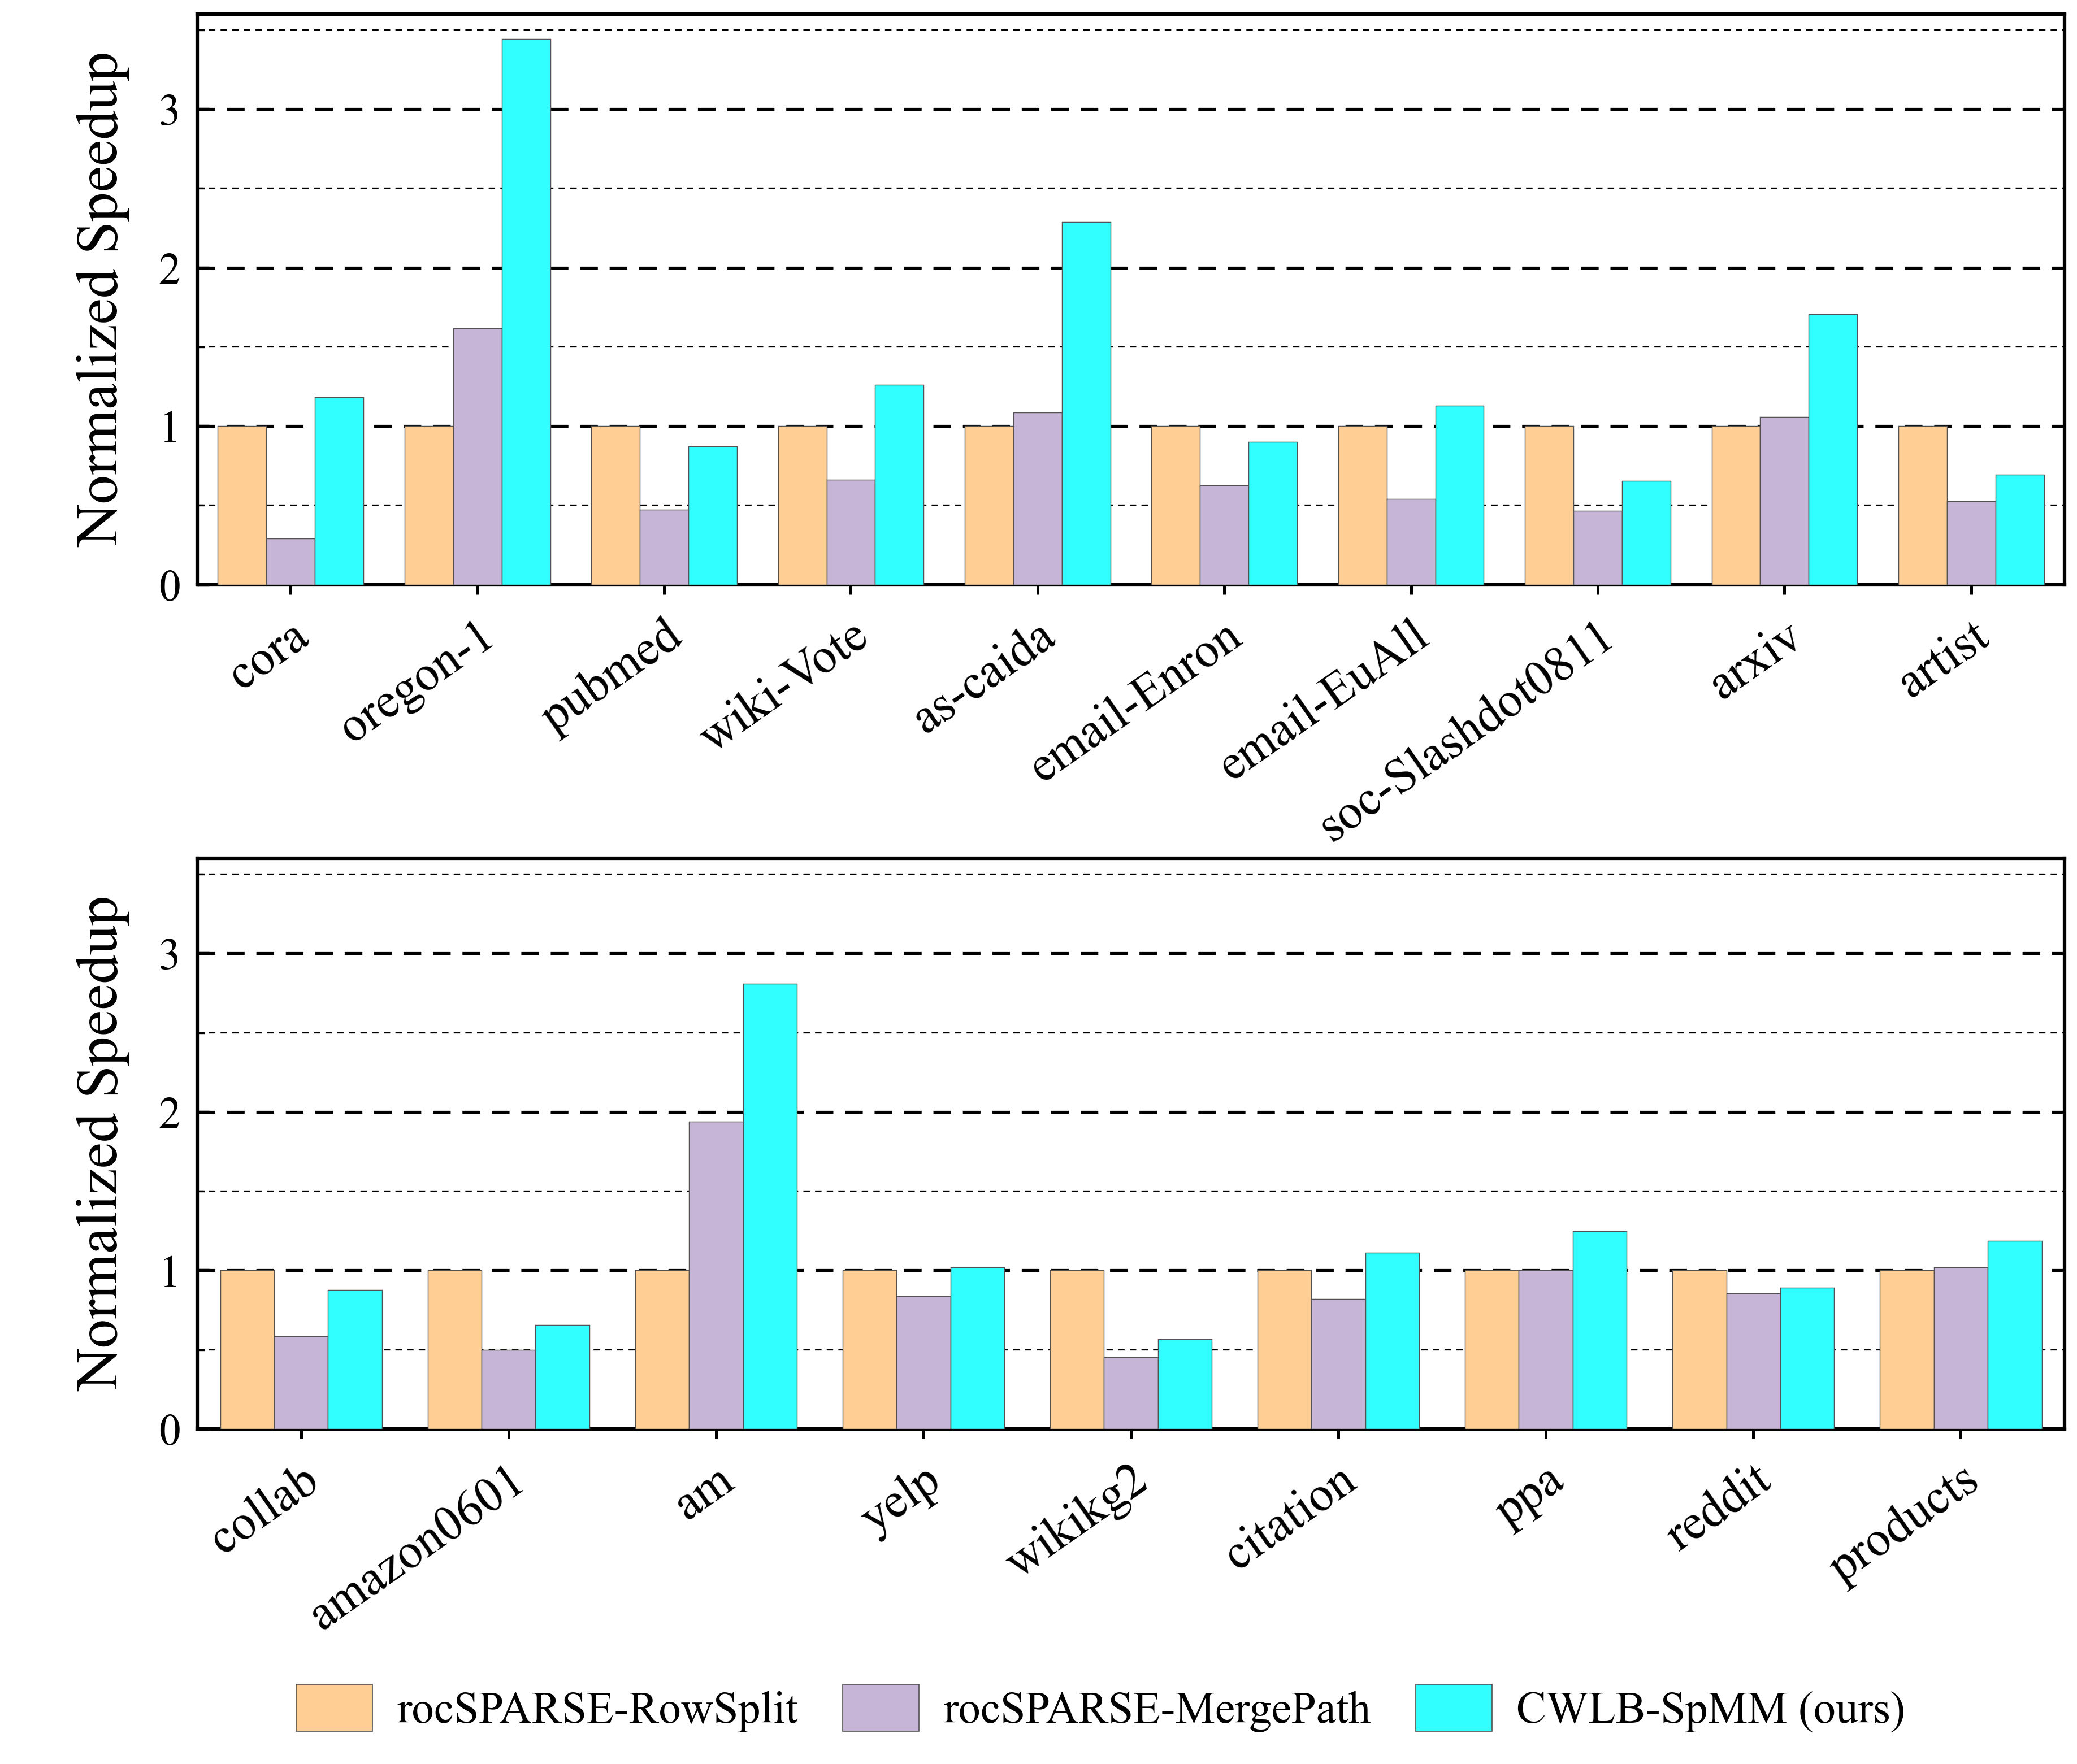 Normalized Speedup
3
2
1
0
cora
oregon-1
pubmed
wiki-Vote
as-caida
email-Enron
email-EuAll
soc-Slashdot0811
arxiv
artist
Normalized Speedup
3
2
1
0
collab
amazon0601
am
yelp
wikikg2
citation
ppa
reddit
products
rocSPARSE-RowSplit
rocSPARSE-MergePath
CWLB-SpMM (ours)